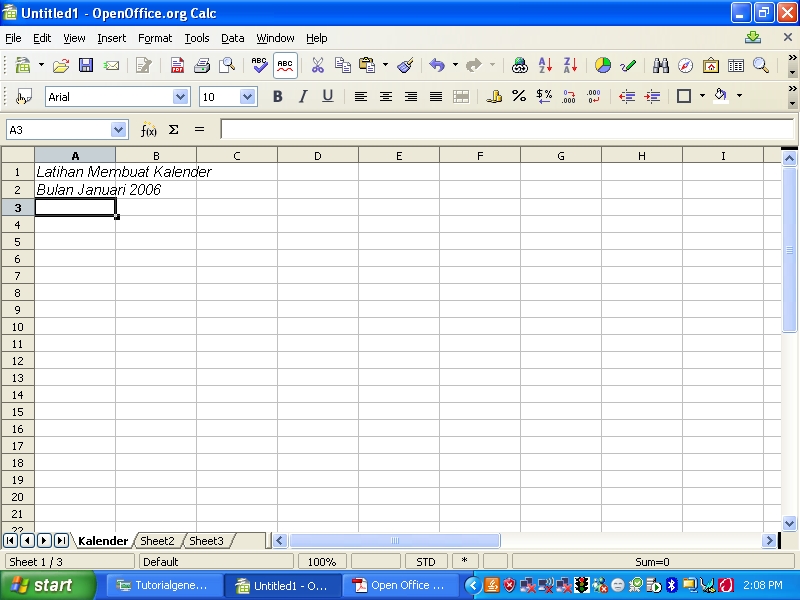 Untitled1 - OpenOffice.org Calc
File Edit View Insert Format Tools Data Window Help
ABC ABC
Arial 10 B I U
A3 f(x) Σ =
A B C D E F G H I
1 Latihan Membuat Kalender
2 Bulan Januari 2006
3
4
5
6
7
8
9
10
11
12
13
14
15
16
17
18
19
20
21
22
Kalender Sheet2 Sheet3
Sheet 1 / 3 Default 100% STD * Sum=0
start Tutorialgene... Untitled1 - O... Open Office ... 2:08 PM